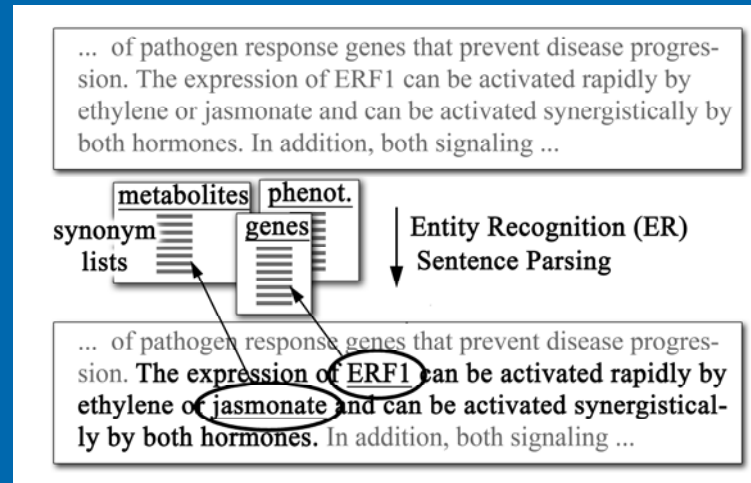 ... of pathogen response genes that prevent disease progres-
sion. The expression of ERF1 can be activated rapidly by
ethylene or jasmonate and can be activated synergistically by
both hormones. In addition, both signaling ...
metabolites
phenot.
synonym
lists
genes
Entity Recognition (ER)
Sentence Parsing
... of pathogen response genes that prevent disease progres-
sion. The expression of ERF1 can be activated rapidly by
ethylene or jasmonate and can be activated synergistical-
ly by both hormones. In addition, both signaling ...